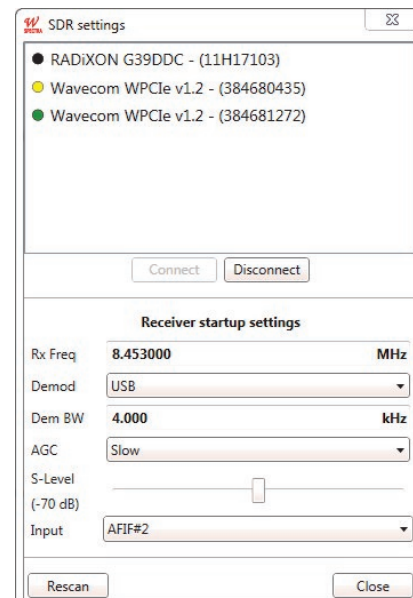 W SPECTRA SDR settings
RADiXON G39DDC - (11H17103)
Wavecom WPCIe v1.2 - (384680435)
Wavecom WPCIe v1.2 - (384681272)
Connect Disconnect
Receiver startup settings
Rx Freq 8.453000 MHz
Demod USB
Dem BW 4.000 kHz
AGC Slow
S-Level
(-70 dB)
Input AFIF#2
Rescan Close